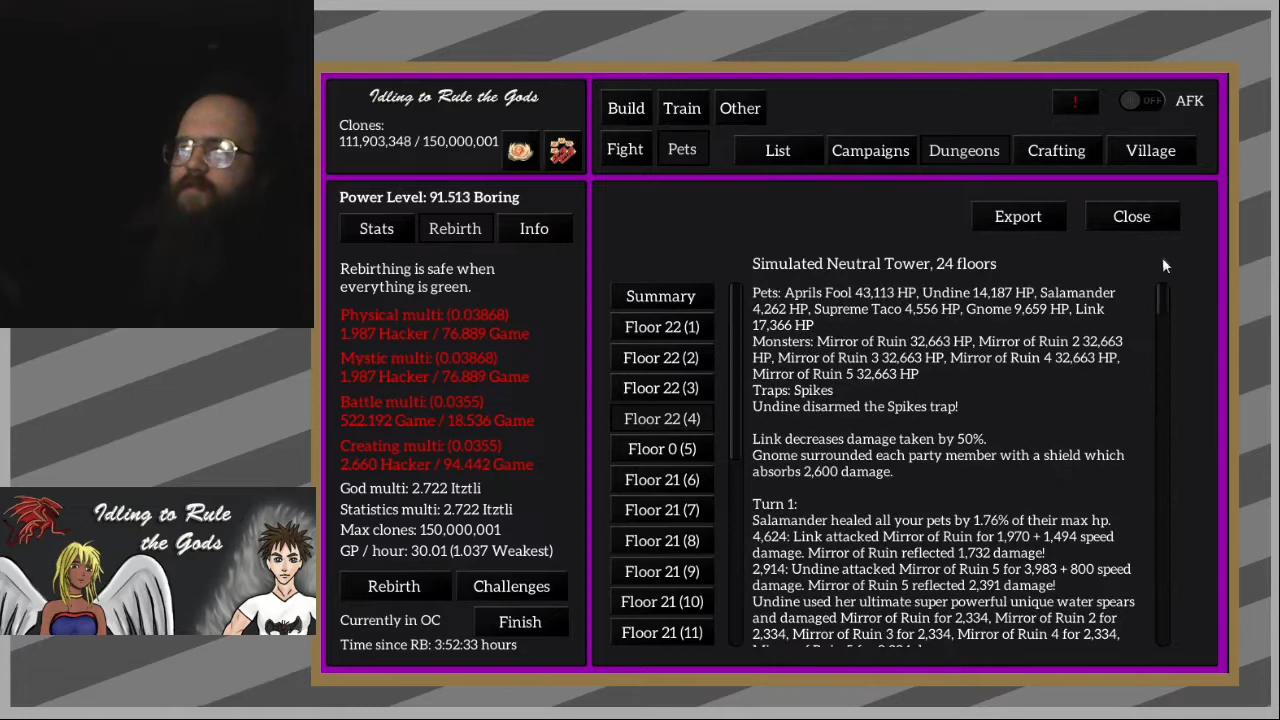 Idling to Rule the Gods
Clones:
111,903,348 / 150,000,001
Build
Train
Other
!
OFF
AFK
Fight
Pets
List
Campaigns
Dungeons
Crafting
Village
Power Level: 91.513 Boring
Stats
Rebirth
Info
Rebirthing is safe when
everything is green.
Physical multi: (0.03868)
1.987 Hacker / 76.889 Game
Mystic multi: (0.03868)
1.987 Hacker / 76.889 Game
Battle multi: (0.0355)
522.192 Game / 18.536 Game
Creating multi: (0.0355)
2.660 Hacker / 94.442 Game
God multi: 2.722 Itztli
Statistics multi: 2.722 Itztli
Max clones: 150,000,001
GP / hour: 30.01 (1.037 Weakest)
Rebirth
Challenges
Currently in OC
Finish
Time since RB: 3:52:33 hours
Export
Close
Simulated Neutral Tower, 24 floors
Summary
Floor 22 (1)
Floor 22 (2)
Floor 22 (3)
Floor 22 (4)
Floor 0 (5)
Floor 21 (6)
Floor 21 (7)
Floor 21 (8)
Floor 21 (9)
Floor 21 (10)
Floor 21 (11)
Pets: Aprils Fool 43,113 HP, Undine 14,187 HP, Salamander
4,262 HP, Supreme Taco 4,556 HP, Gnome 9,659 HP, Link
17,366 HP
Monsters: Mirror of Ruin 32,663 HP, Mirror of Ruin 2 32,663
HP, Mirror of Ruin 3 32,663 HP, Mirror of Ruin 4 32,663 HP,
Mirror of Ruin 5 32,663 HP
Traps: Spikes
Undine disarmed the Spikes trap!
Link decreases damage taken by 50%.
Gnome surrounded each party member with a shield which
absorbs 2,600 damage.
Turn 1:
Salamander healed all your pets by 1.76% of their max hp.
4,624: Link attacked Mirror of Ruin for 1,970 + 1,494 speed
damage. Mirror of Ruin reflected 1,732 damage!
2,914: Undine attacked Mirror of Ruin 5 for 3,983 + 800 speed
damage. Mirror of Ruin 5 reflected 2,391 damage!
Undine used her ultimate super powerful unique water spears
and damaged Mirror of Ruin for 2,334, Mirror of Ruin 2 for
2,334, Mirror of Ruin 3 for 2,334, Mirror of Ruin 4 for 2,334,
Idling to Rule
the Gods